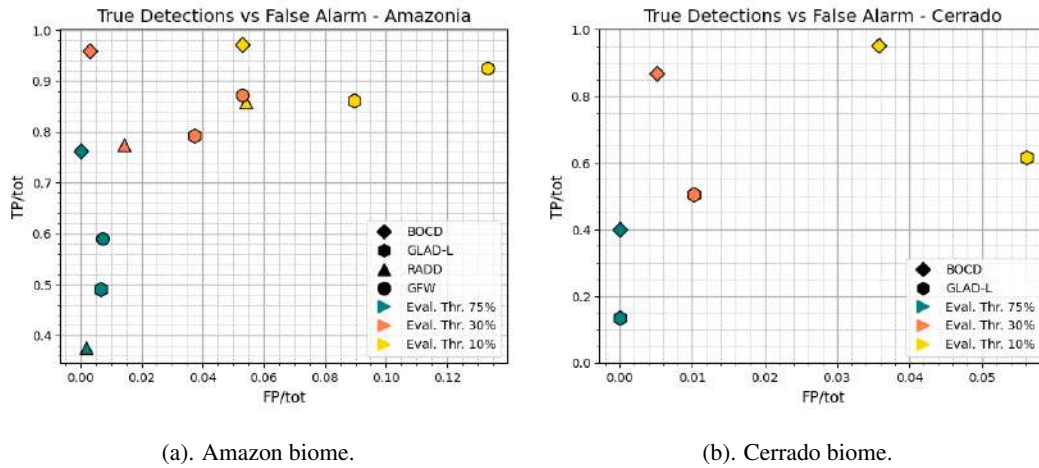 True Detections vs False Alarm - Amazonia
1.0
0.9
0.8
0.7
0.6
0.5
0.4
TP/tot
BOCD
GLAD-L
RADD
GFW
Eval. Thr. 75%
Eval. Thr. 30%
Eval. Thr. 10%
0.00 0.02 0.04 0.06 0.08 0.10 0.12
FP/tot
(a). Amazon biome.
True Detections vs False Alarm - Cerrado
1.0
0.8
0.6
0.4
0.2
0.0
TP/tot
BOCD
GLAD-L
Eval. Thr. 75%
Eval. Thr. 30%
Eval. Thr. 10%
0.00 0.01 0.02 0.03 0.04 0.05
FP/tot
(b). Cerrado biome.